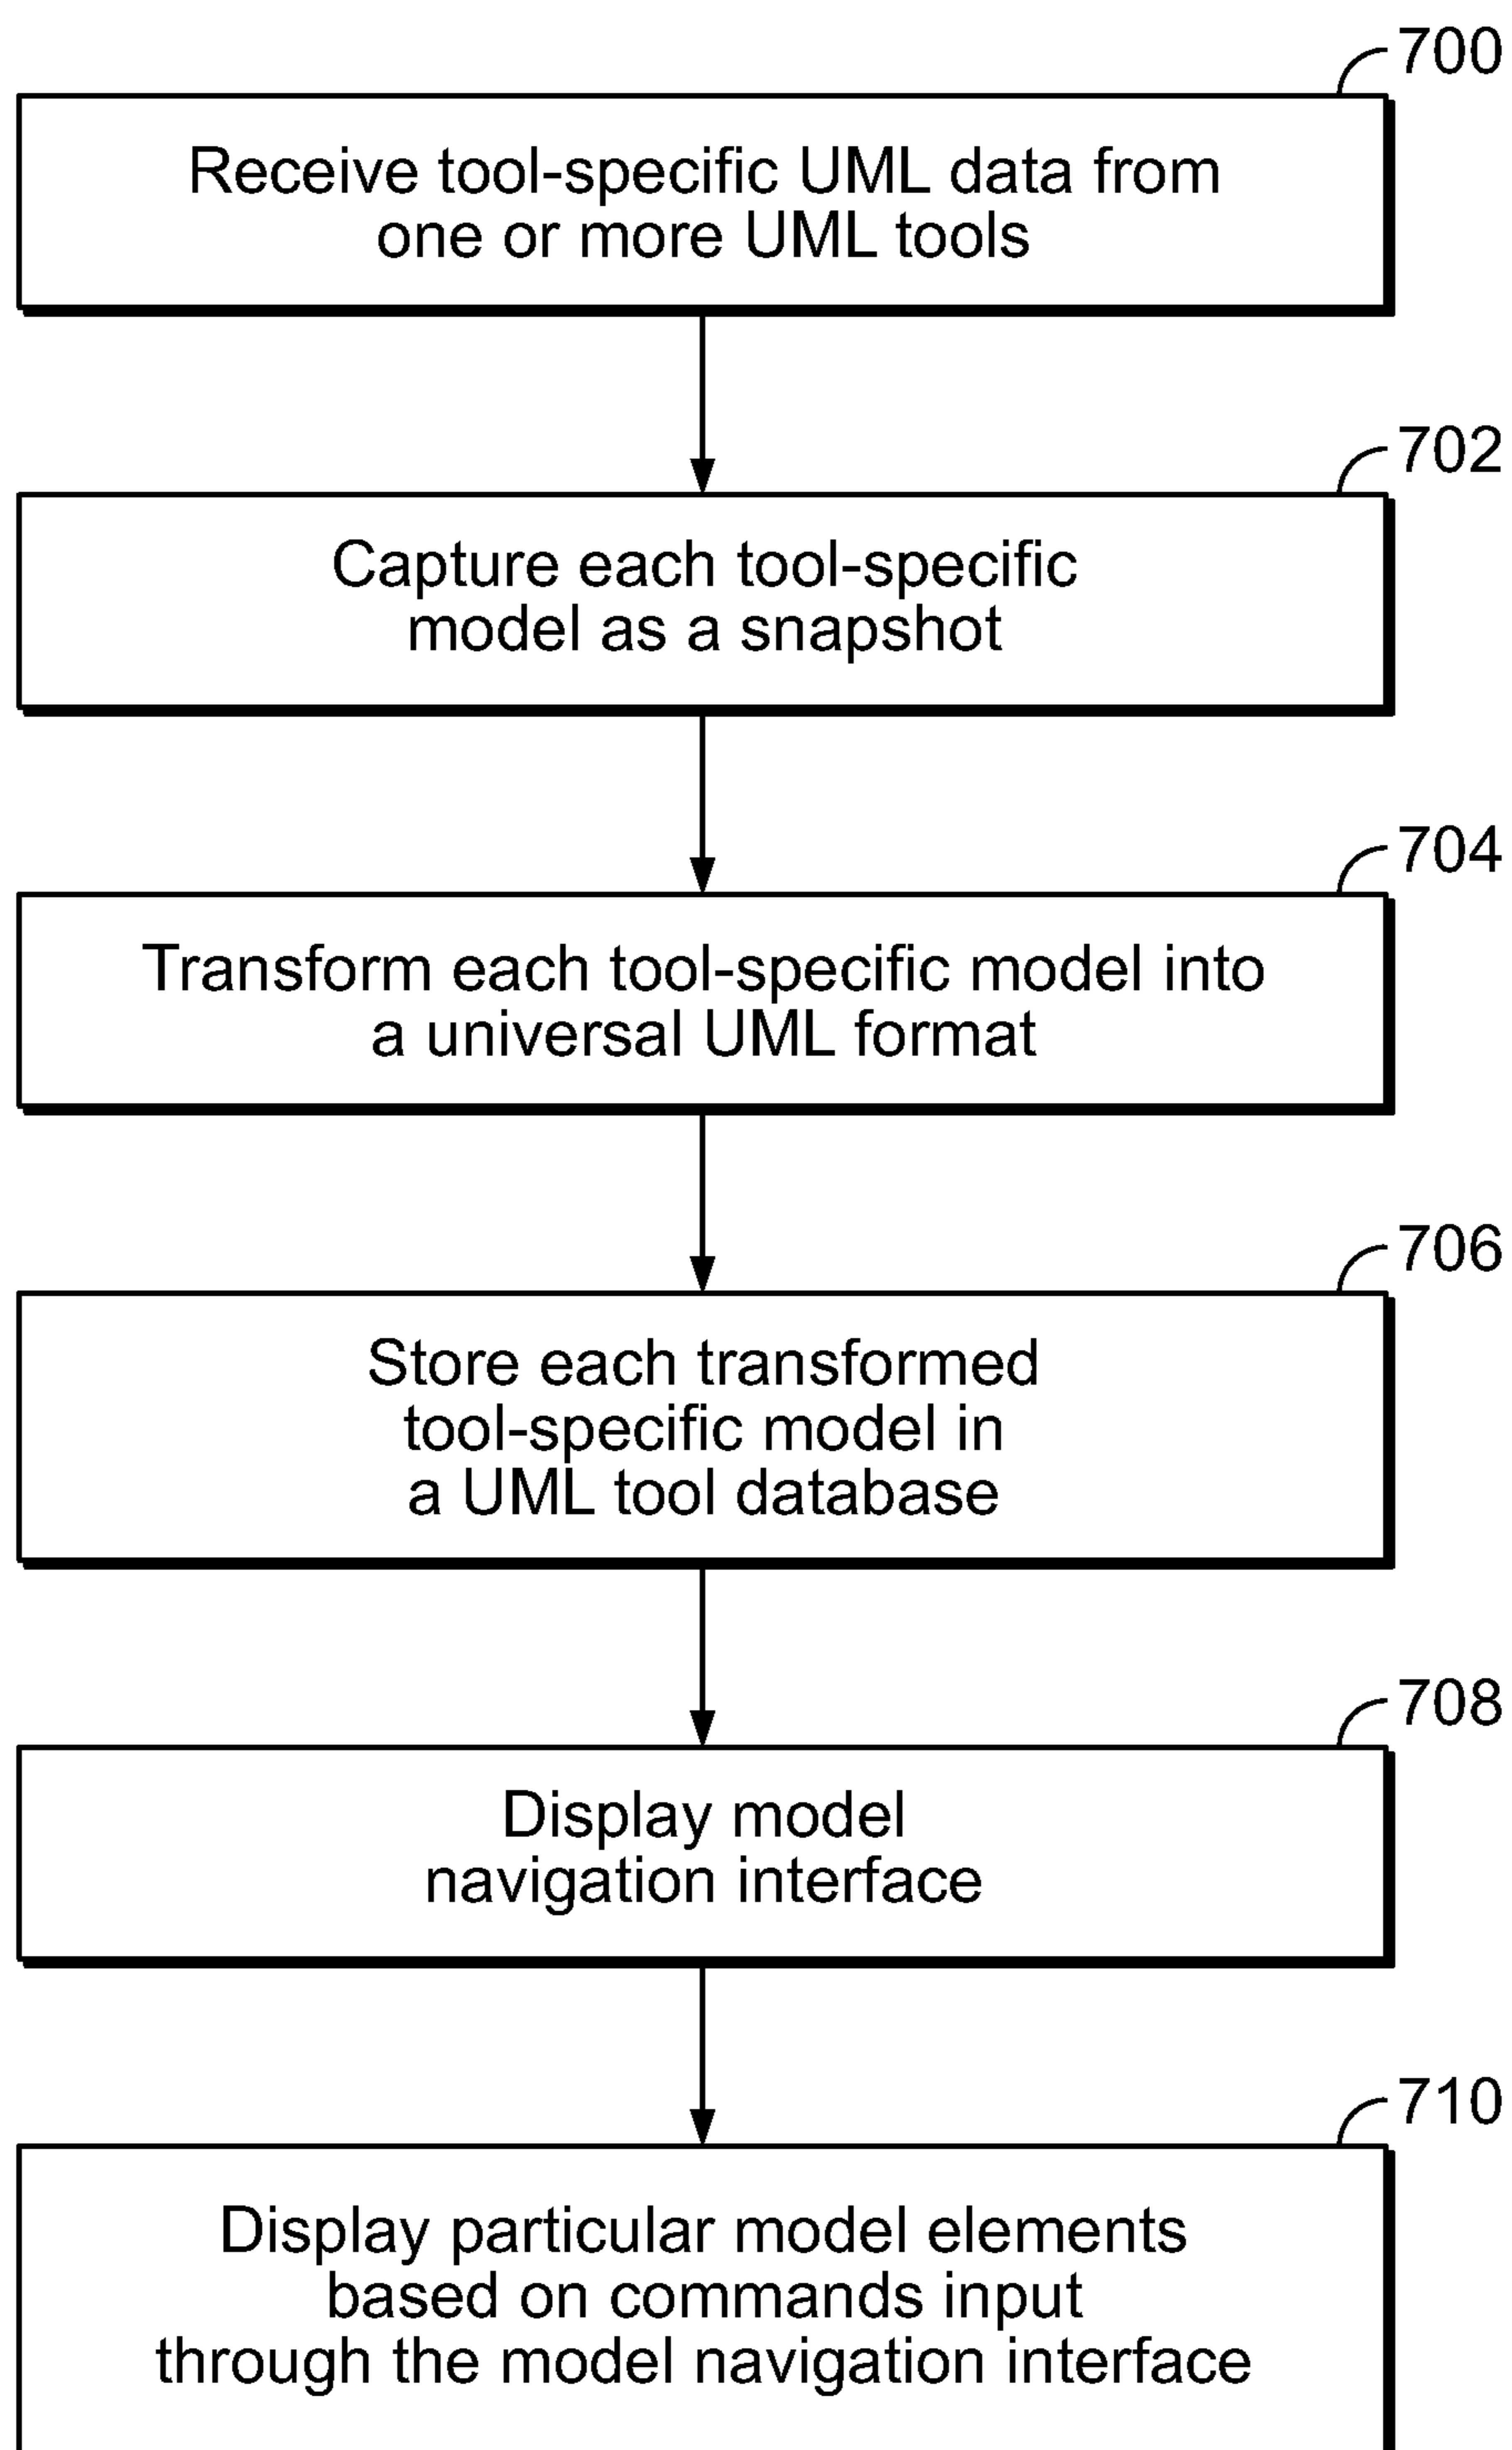 700
Receive tool-specific UML data from
one or more UML tools
702
Capture each tool-specific
model as a snapshot
704
Transform each tool-specific model into
a universal UML format
706
Store each transformed
tool-specific model in
a UML tool database
708
Display model
navigation interface
710
Display particular model elements
based on commands input
through the model navigation interface